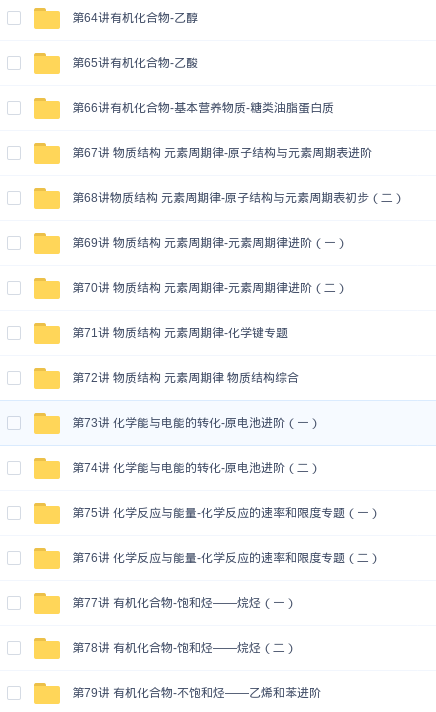 第64讲有机化合物-乙醇
第65讲有机化合物-乙酸
第66讲有机化合物-基本营养物质-糖类油脂蛋白质
第67讲 物质结构 元素周期律-原子结构与元素周期表进阶
第68讲物质结构 元素周期律-原子结构与元素周期表初步（二）
第69讲 物质结构 元素周期律-元素周期律进阶（一）
第70讲 物质结构 元素周期律-元素周期律进阶（二）
第71讲 物质结构 元素周期律-化学键专题
第72讲 物质结构 元素周期律 物质结构综合
第73讲 化学能与电能的转化-原电池进阶（一）
第74讲 化学能与电能的转化-原电池进阶（二）
第75讲 化学反应与能量-化学反应的速率和限度专题（一）
第76讲 化学反应与能量-化学反应的速率和限度专题（二）
第77讲 有机化合物-饱和烃——烷烃（一）
第78讲 有机化合物-饱和烃——烷烃（二）
第79讲 有机化合物-不饱和烃——乙烯和苯进阶